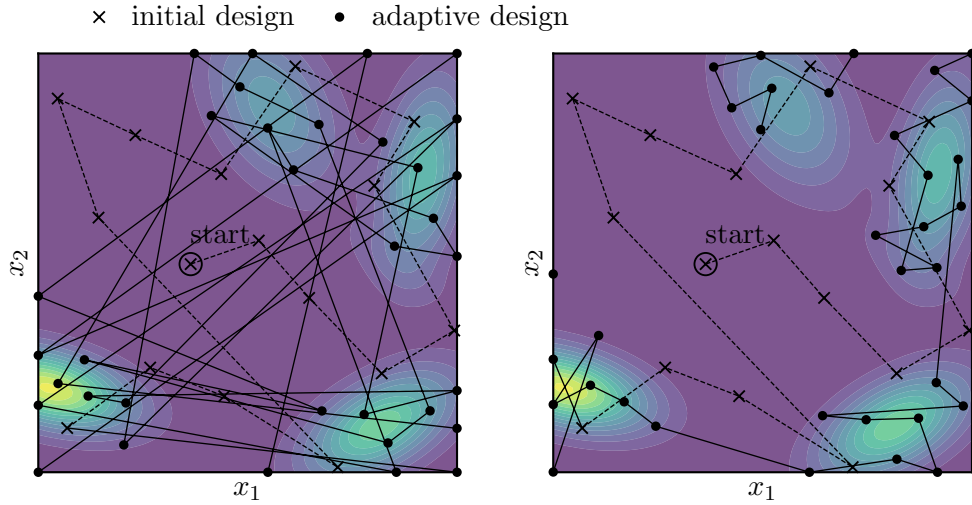 × initial design ● adaptive design
start
start
x₂
x₂
x₁
x₁